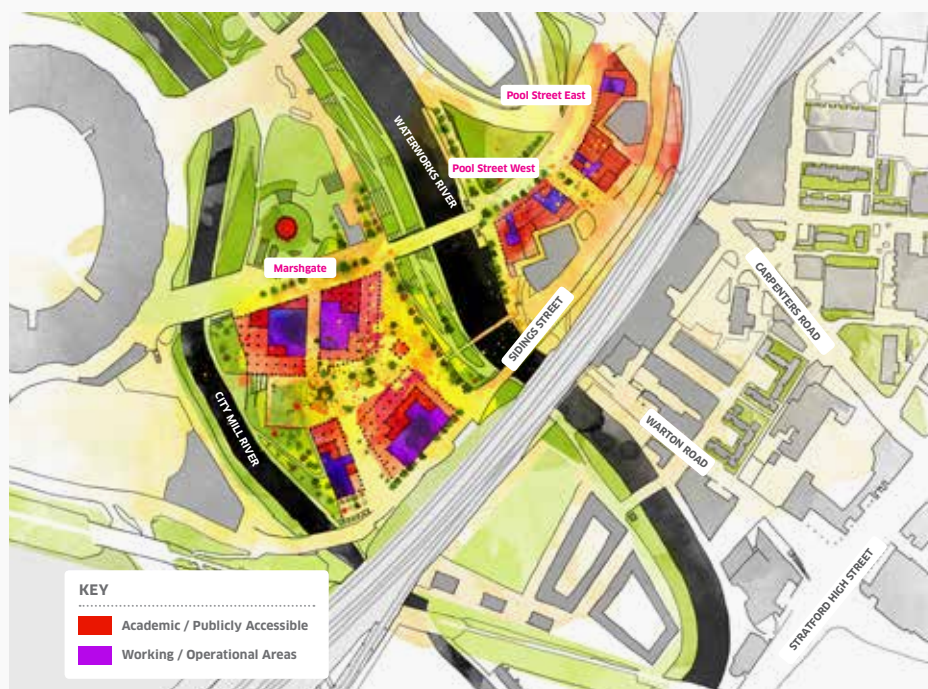 Pool Street East
WATERWORKS RIVER
Pool Street West
Marshgate
CARPENTERS ROAD
SIDINGS STREET
CITY MILL RIVER
WARTON ROAD
STRATFORD HIGH STREET
KEY
Academic / Publicly Accessible
Working / Operational Areas